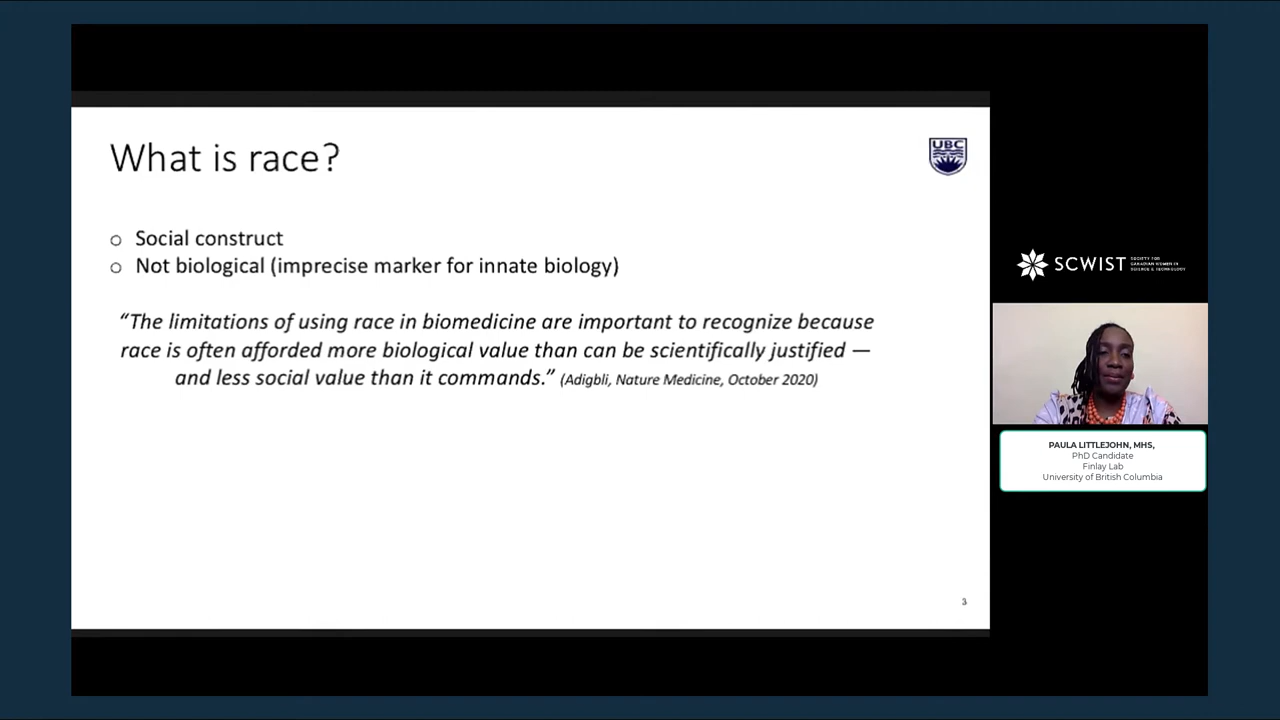 What is race?
UBC
Social construct
Not biological (imprecise marker for innate biology)
“The limitations of using race in biomedicine are important to recognize because
race is often afforded more biological value than can be scientifically justified —
and less social value than it commands.” (Adigbli, Nature Medicine, October 2020)
3
SCWIST
SOCIETY FOR
CANADIAN WOMEN IN
SCIENCE & TECHNOLOGY
PAULA LITTLEJOHN, MHS,
PhD Candidate
Finlay Lab
University of British Columbia